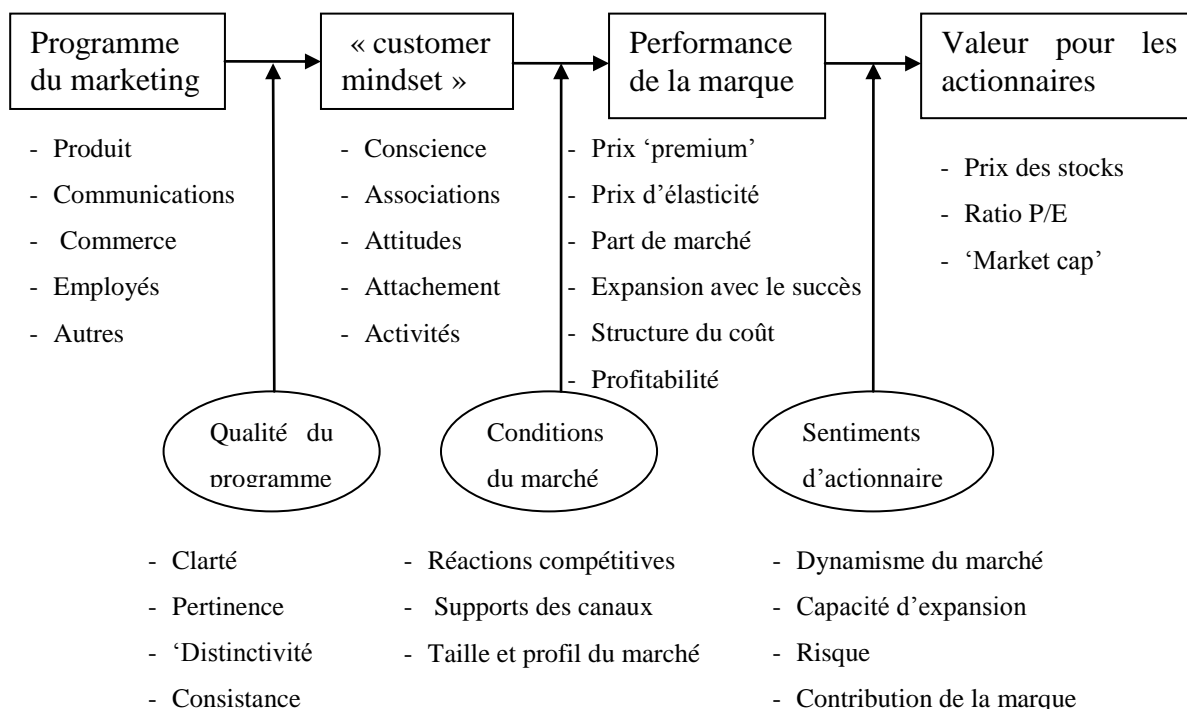 Programme
du marketing
« customer
mindset »
Performance
de la marque
Valeur pour les
actionnaires
- Produit
- Communications
- Commerce
- Employés
- Autres
- Conscience
- Associations
- Attitudes
- Attachement
- Activités
- Prix ‘premium’
- Prix d’élasticité
- Part de marché
- Expansion avec le succès
- Structure du coût
- Profitabilité
- Prix des stocks
- Ratio P/E
- ‘Market cap’
Qualité du
programme
Conditions
du marché
Sentiments
d’actionnaire
- Clarté
- Pertinence
- ‘Distinctivité
- Consistance
- Réactions compétitives
- Supports des canaux
- Taille et profil du marché
- Dynamisme du marché
- Capacité d’expansion
- Risque
- Contribution de la marque